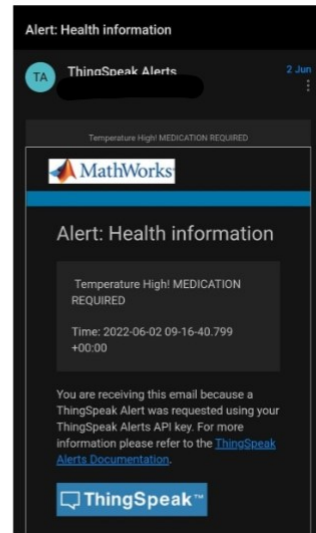 Alert: Health information
TA
ThingSpeak Alerts
2 Jun
Temperature High! MEDICATION REQUIRED
MathWorks
Alert: Health information
Temperature High! MEDICATION
REQUIRED
Time: 2022-06-02 09-16-40.799
+00:00
You are receiving this email because a
ThingSpeak Alert was requested using your
ThingSpeak Alerts API key. For more
information please refer to the ThingSpeak
Alerts Documentation.
ThingSpeak™